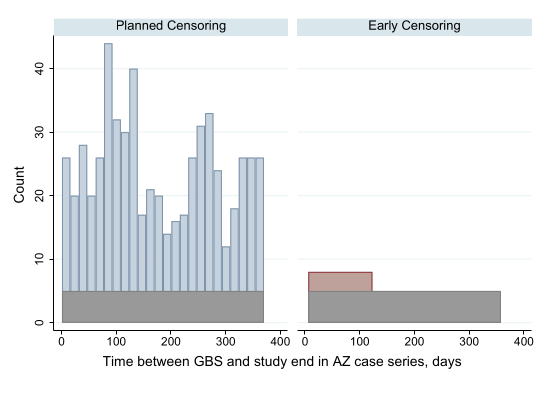 Planned Censoring
Early Censoring
Count
40
30
20
10
0
0 100 200 300 400
0 100 200 300 400
Time between GBS and study end in AZ case series, days